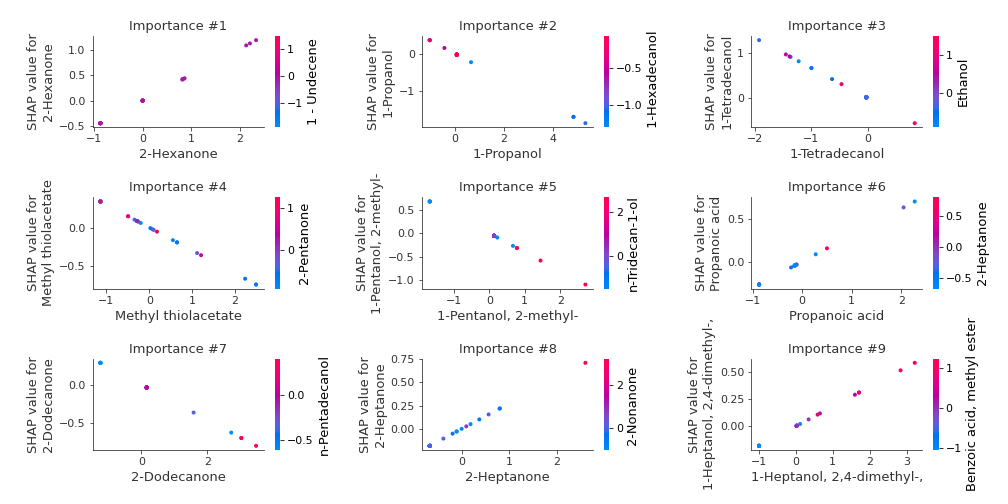 Importance #1
SHAP value for
2-Hexanone
1.0
0.5
0.0
−0.5
−1
0
1
2
2-Hexanone
1
0
−1
1 - Undecene
Importance #2
SHAP value for
1-Propanol
0
−1
0
2
4
1-Propanol
−0.5
−1.0
1-Hexadecanol
Importance #3
SHAP value for
1-Tetradecanol
1
0
−2
−1
0
1-Tetradecanol
1
0
Ethanol
Importance #4
SHAP value for
Methyl thiolacetate
0.0
−0.5
−1
0
1
2
Methyl thiolacetate
1
0
2-Pentanone
Importance #5
SHAP value for
1-Pentanol, 2-methyl-
0.5
0.0
−0.5
−1.0
−1
0
1
2
1-Pentanol, 2-methyl-
2
0
n-Tridecan-1-ol
Importance #6
SHAP value for
Propanoic acid
0.5
0.0
−1
0
1
2
Propanoic acid
0.5
0.0
−0.5
2-Heptanone
Importance #7
SHAP value for
2-Dodecanone
0.0
−0.5
0
2
2-Dodecanone
0.0
−0.5
n-Pentadecanol
Importance #8
SHAP value for
2-Heptanone
0.75
0.50
0.25
0.00
0
1
2
2-Heptanone
2
0
2-Nonanone
Importance #9
SHAP value for
1-Heptanol, 2,4-dimethyl-,
0.50
0.25
0.00
−1
0
1
2
3
1-Heptanol, 2,4-dimethyl-,
1
0
−1
Benzoic acid, methyl ester